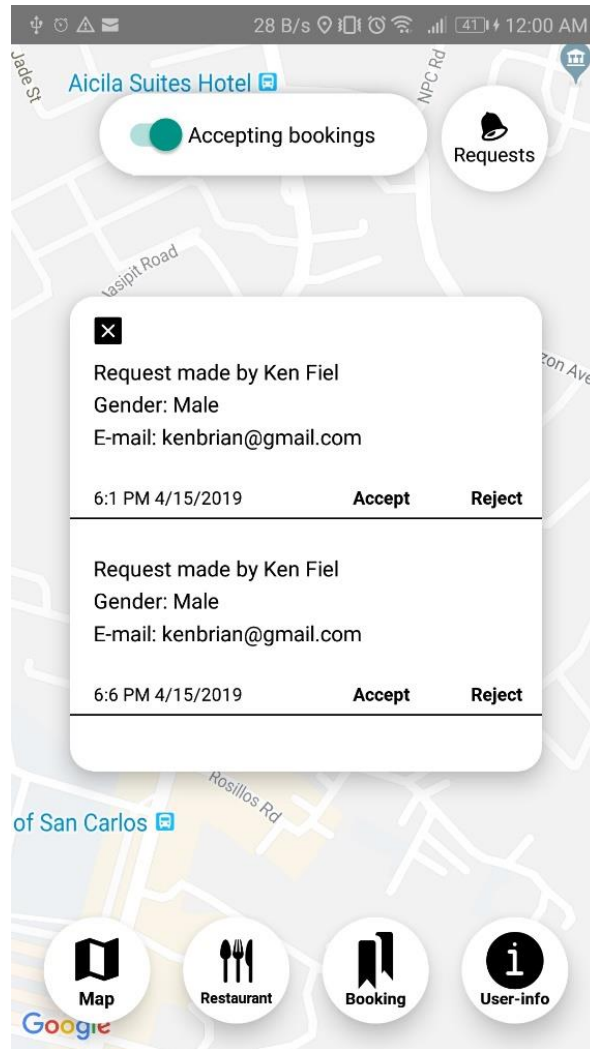 28 B/s 41 12:00 AM
Jade St
Aicila Suites Hotel
NPC Rd
Accepting bookings
Requests
asipit Road
Request made by Ken Fiel
Gender: Male
E-mail: kenbrian@gmail.com
6:1 PM 4/15/2019 Accept Reject
zon Ave
Request made by Ken Fiel
Gender: Male
E-mail: kenbrian@gmail.com
6:6 PM 4/15/2019 Accept Reject
Rosillos Rd
of San Carlos
Map Restaurant Booking User-info
Google